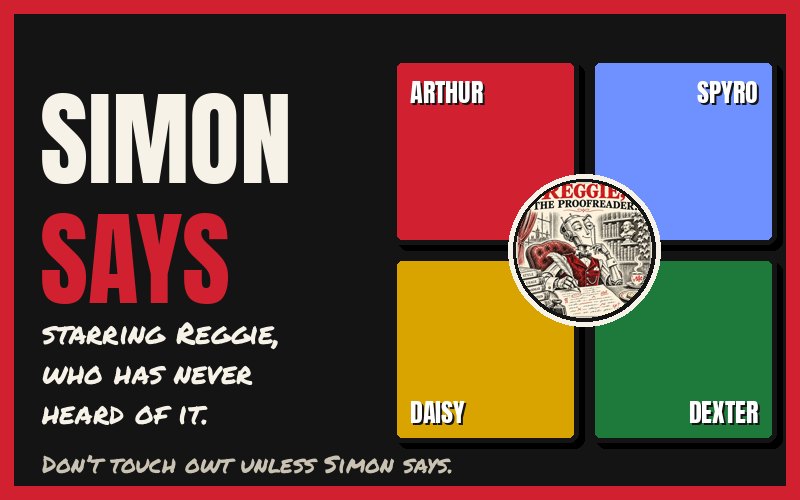 SIMON
SAYS
STARRING REGGIE,
WHO HAS NEVER
HEARD OF IT.
DON'T TOUCH OWT UNLESS SIMON SAYS.
ARTHUR
SPYRO
REGGIE,
THE PROOFREADER.
DAISY
DEXTER